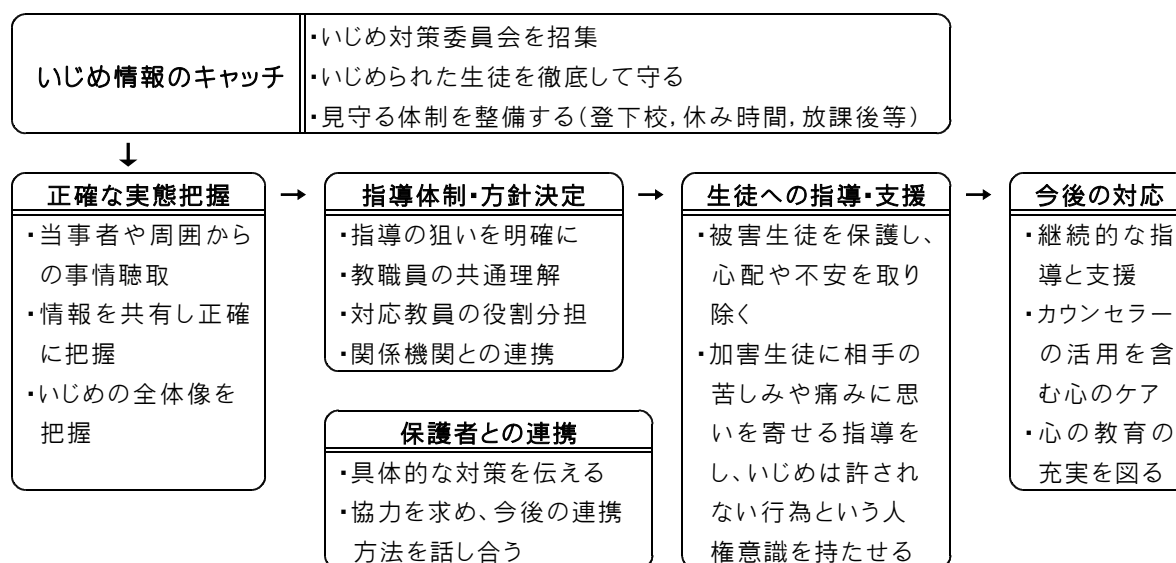 いじめ情報のキャッチ
・いじめ対策委員会を招集
・いじめられた生徒を徹底して守る
・見守る体制を整備する(登下校,休み時間,放課後等)
↓
正確な実態把握
・当事者や周囲から
の事情聴取
・情報を共有し正確
に把握
・いじめの全体像を
把握
→
指導体制・方針決定
・指導の狙いを明確に
・教職員の共通理解
・対応教員の役割分担
・関係機関との連携
保護者との連携
・具体的な対策を伝える
・協力を求め、今後の連携
方法を話し合う
→
生徒への指導・支援
・被害生徒を保護し、
心配や不安を取り
除く
・加害生徒に相手の
苦しみや痛みに思
いを寄せる指導を
し、いじめは許され
ない行為という人
権意識を持たせる
→
今後の対応
・継続的な指
導と支援
・カウンセラー
の活用を含
む心のケア
・心の教育の
充実を図る